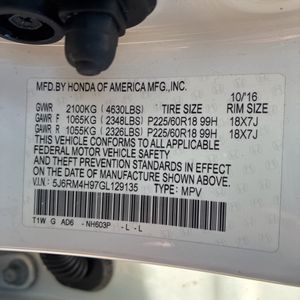 MFD.BY HONDA OF AMERICA MFG.,INC. 10/'16
GVWR 2100KG (4630LBS) TIRE SIZE RIM SIZE
GAWR F 1065KG (2348LBS) P225/60R18 99H 18X7J
GAWR R 1055KG (2326LBS) P225/60R18 99H 18X7J
THIS VEHICLE CONFORMS TO ALL APPLICABLE
FEDERAL MOTOR VEHICLE SAFETY
AND THEFT PREVENTION STANDARDS IN EFFECT
ON THE DATE OF MANUFACTURE SHOWN ABOVE.
V.I.N: 5J6RM4H97GL129135 TYPE: MPV
T1W G AD6 - NH603P - L - L